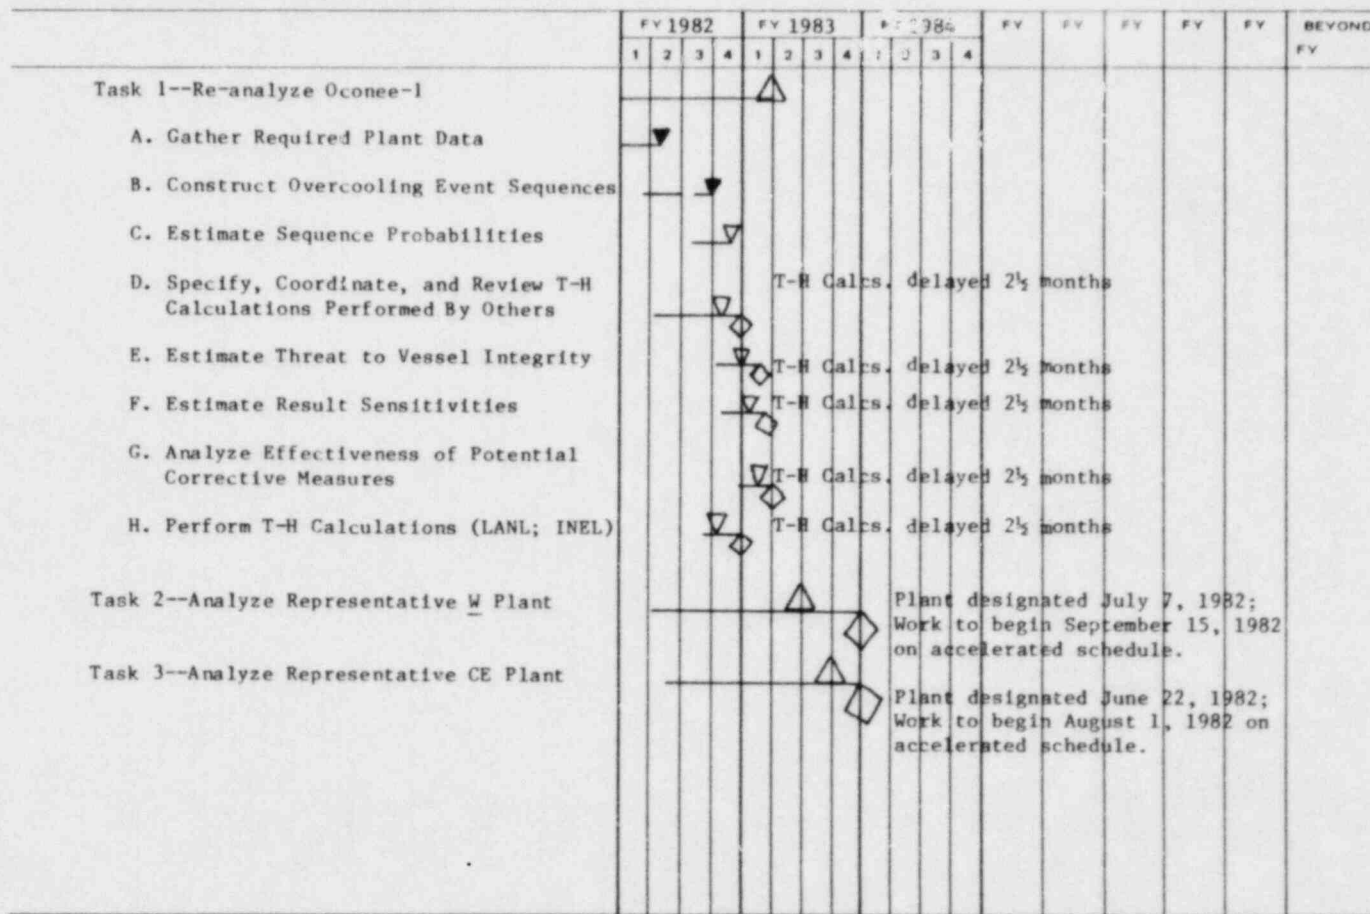 FY 1982 FY 1983 1984 FY FY FY FY FY BEYOND
FY
1 2 3 4 1 2 3 4 3 4
Task 1--Re-analyze Oconee-1
A. Gather Required Plant Data
B. Construct Overcooling Event Sequences
C. Estimate Sequence Probabilities
D. Specify, Coordinate, and Review T-H T-H Calcs. delayed 2½ months
Calculations Performed By Others
E. Estimate Threat to Vessel Integrity T-H Calcs. delayed 2½ months
F. Estimate Result Sensitivities T-H Calcs. delayed 2½ months
G. Analyze Effectiveness of Potential
Corrective Measures T-H Calcs. delayed 2½ months
H. Perform T-H Calculations (LANL; INEL) T-H Calcs. delayed 2½ months
Task 2--Analyze Representative W Plant Plant designated July 7, 1982;
Work to begin September 15, 1982
on accelerated schedule.
Task 3--Analyze Representative CE Plant
Plant designated June 22, 1982;
Work to begin August 1, 1982 on
accelerated schedule.